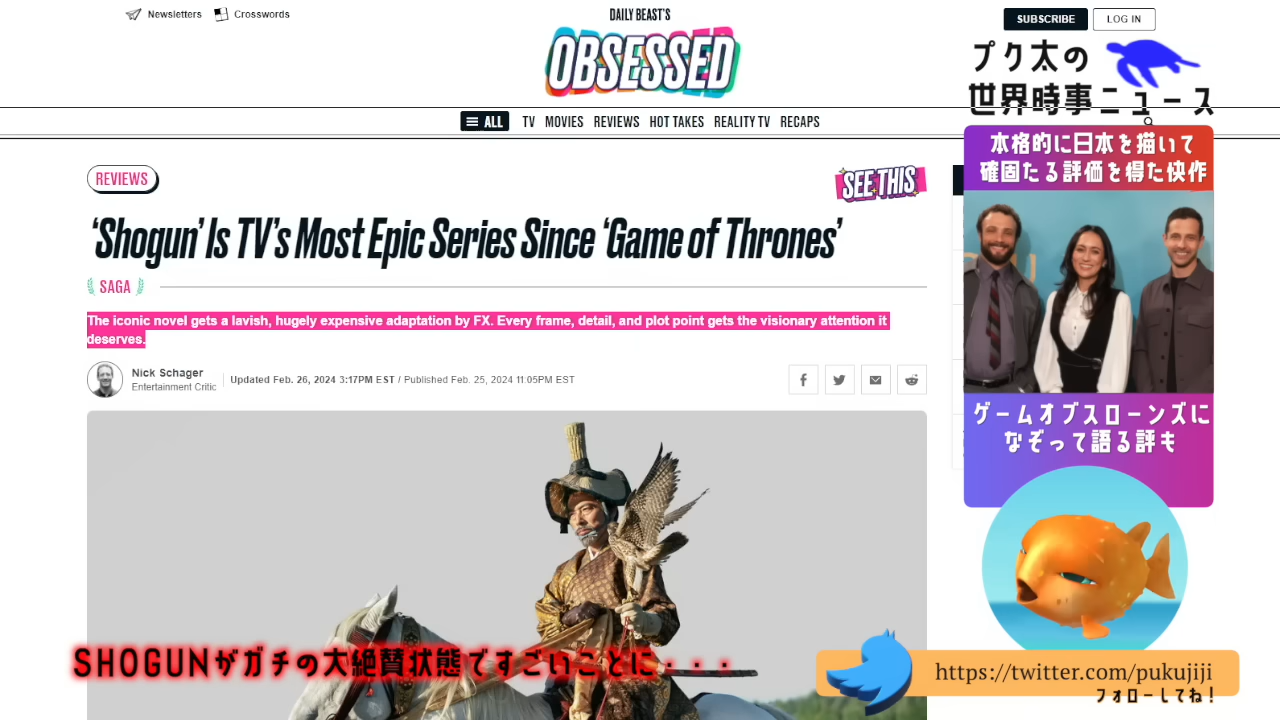 Newsletters
Crosswords
DAILY BEAST'S
OBSESSED
SUBSCRIBE
LOG IN
プク太の
世界時事ニュース
ALL
TV
MOVIES
REVIEWS
HOT TAKES
REALITY TV
RECAPS
REVIEWS
SEE THIS
‘Shogun’ Is TV’s Most Epic Series Since ‘Game of Thrones’
SAGA
The iconic novel gets a lavish, hugely expensive adaptation by FX. Every frame, detail, and plot point gets the visionary attention it
deserves.
Nick Schager
Entertainment Critic
Updated Feb. 26, 2024 3:17PM EST / Published Feb. 25, 2024 11:05PM EST
本格的に日本を描いて
確固たる評価を得た快作
ゲームオブスローンズに
なぞって語る評も
SHOGUNザガチの大絶賛状態ですごいことに・・・
https://twitter.com/pukujiji
フォローしてね！